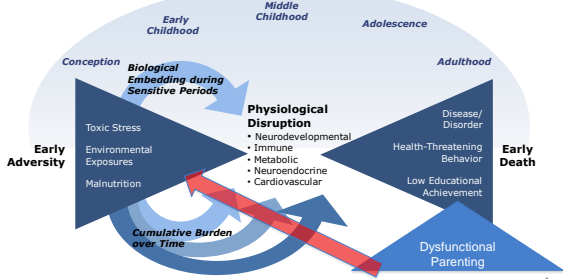 Middle
Childhood
Early
Childhood
Adolescence
Conception
Adulthood
Biological
Embedding during
Sensitive Periods
Physiological
Disruption
• Neurodevelopmental
• Immune
• Metabolic
• Neuroendocrine
• Cardiovascular
Early
Adversity
Toxic Stress
Environmental
Exposures
Malnutrition
Disease/
Disorder
Health-Threatening
Behavior
Low Educational
Achievement
Early
Death
Cumulative Burden
over Time
Dysfunctional
Parenting